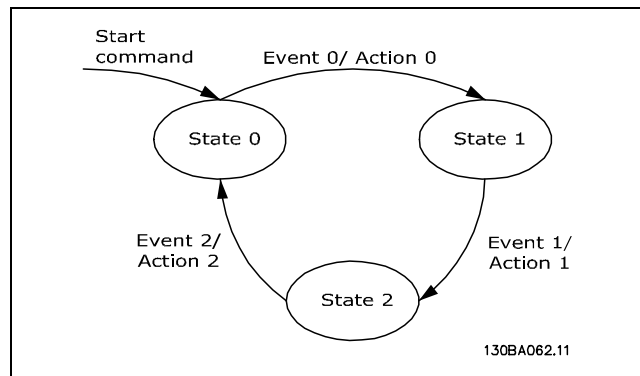 Start
command
Event 0/ Action 0
State 0
State 1
Event 2/
Action 2
Event 1/
Action 1
State 2
130BA062.11